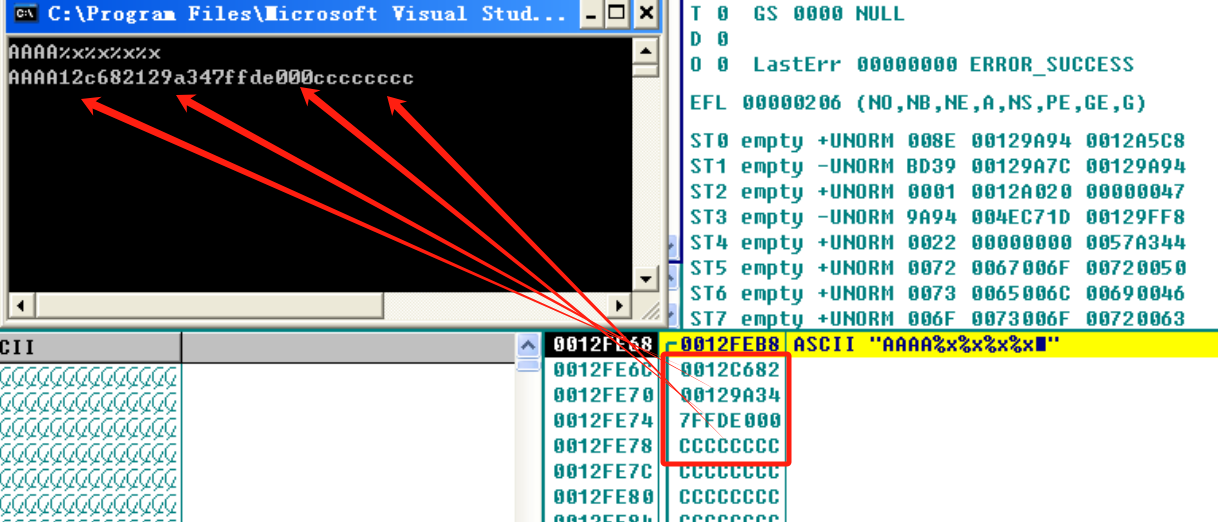 C:\Program Files\Microsoft Visual Stud...
AAAA%x%x%x%x
AAAA12c682129a347ffde000cccccccc
T 0 GS 0000 NULL
D 0
O 0 LastErr 00000000 ERROR_SUCCESS
EFL 00000206 (NO,NB,NE,A,NS,PE,GE,G)
ST0 empty +UNORM 008E 00129A94 0012A5C8
ST1 empty -UNORM BD39 00129A7C 00129A94
ST2 empty +UNORM 0001 0012A020 00000047
ST3 empty -UNORM 9A94 004EC71D 00129FF8
ST4 empty +UNORM 0022 00000000 0057A344
ST5 empty +UNORM 0072 0067006F 00720050
ST6 empty +UNORM 0073 0065006C 00690046
ST7 empty +UNORM 006F 0073006F 00720063
CII
0012FE68 0012FEB8 ASCII "AAAA%x%x%x%x■"
0012FE6C 0012C682
0012FE70 00129A34
0012FE74 7FFDE000
0012FE78 CCCCCCCC
0012FE7C CCCCCCCC
0012FE80 CCCCCCCC
0012FE84 CCCCCCCC